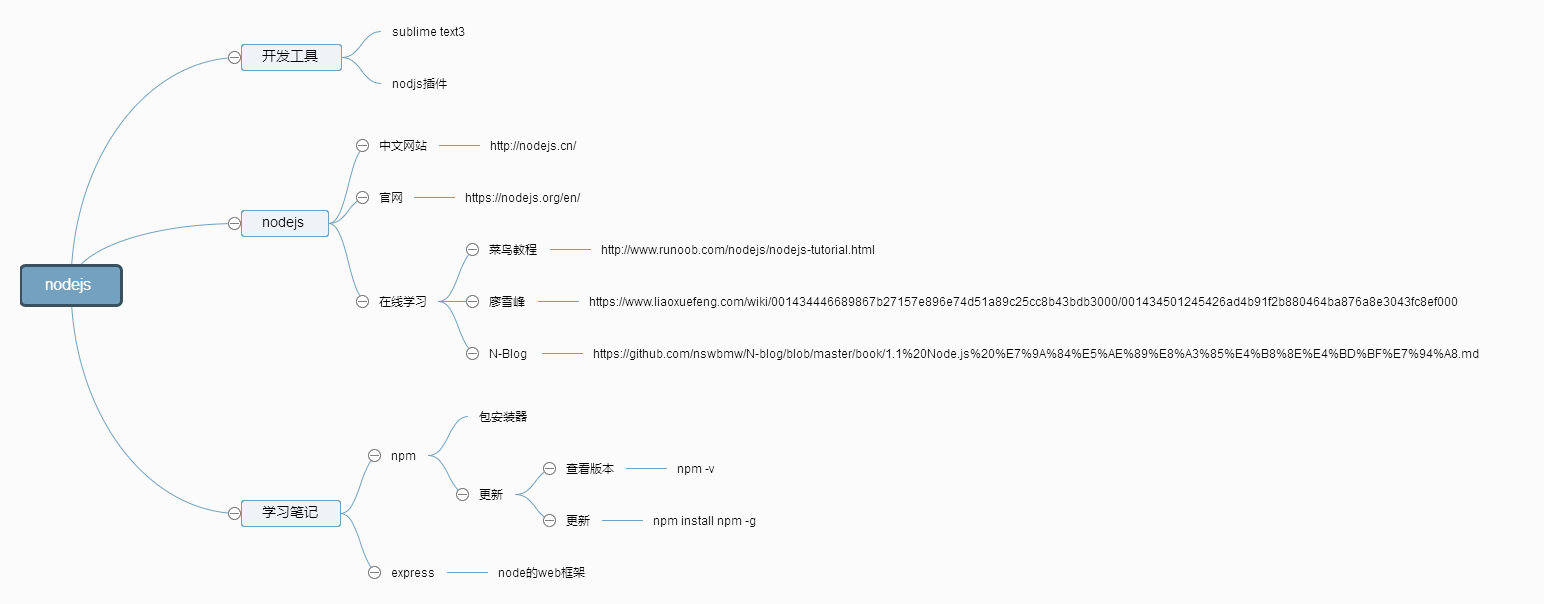 sublime text3
开发工具
nodjs插件
中文网站
http://nodejs.cn/
官网
https://nodejs.org/en/
nodejs
菜鸟教程
http://www.runoob.com/nodejs/nodejs-tutorial.html
nodejs
在线学习
廖雪峰
https://www.liaoxuefeng.com/wiki/001434446689867b27157e896e74d51a89c25cc8b43bdb3000/001434501245426ad4b91f2b880464ba876a8e3043fc8ef000
N-Blog
https://github.com/nswbmw/N-blog/blob/master/book/1.1%20Node.js%20%E7%9A%84%E5%AE%89%E8%A3%85%E4%B8%8E%E4%BD%BF%E7%94%A8.md
包安装器
npm
查看版本
npm -v
更新
学习笔记
更新
npm install npm -g
express
node的web框架